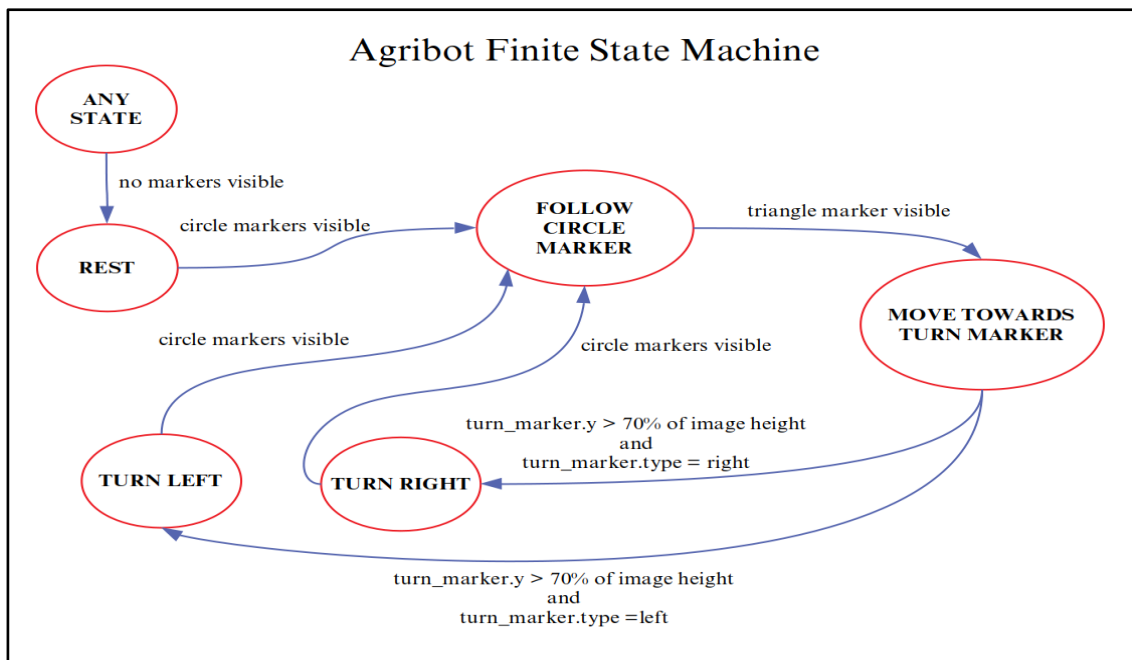 Agribot Finite State Machine
ANY
STATE
no markers visible
REST
circle markers visible
FOLLOW
CIRCLE
MARKER
triangle marker visible
MOVE TOWARDS
TURN MARKER
circle markers visible
circle markers visible
turn_marker.y > 70% of image height
and
turn_marker.type = right
TURN LEFT
TURN RIGHT
turn_marker.y > 70% of image height
and
turn_marker.type =left